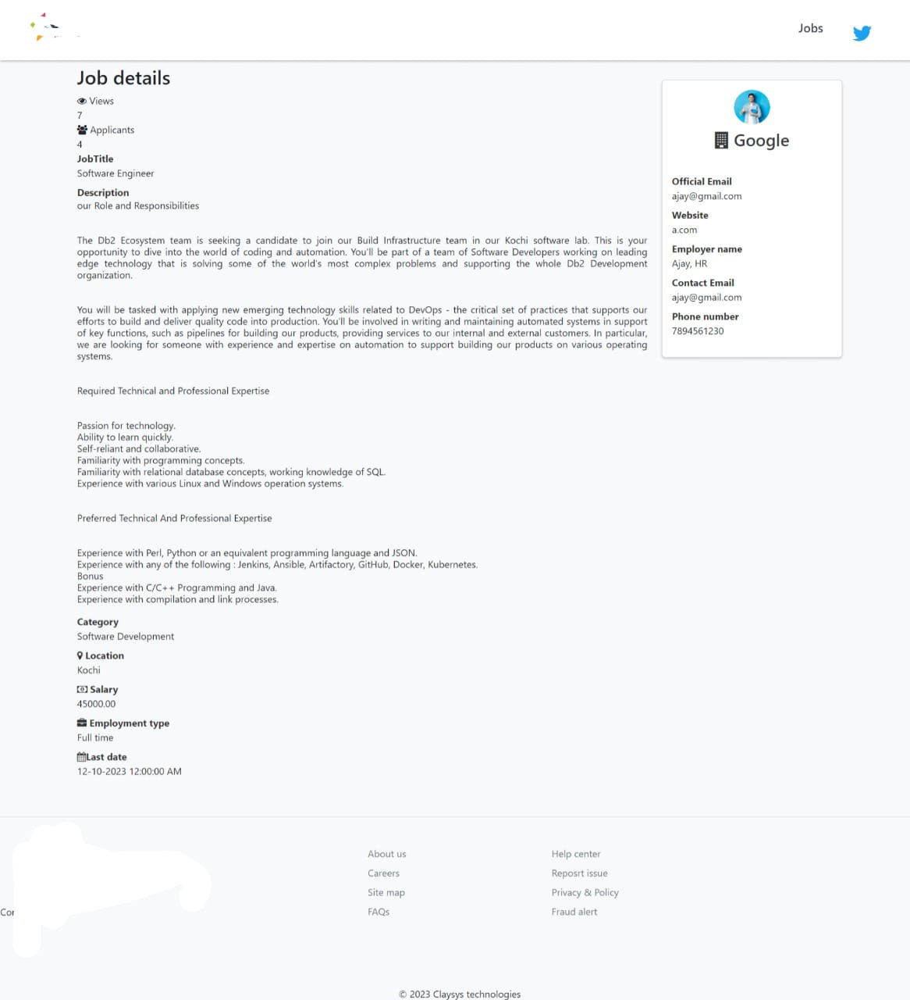 Jobs
Job details
Views
7
Applicants
4
JobTitle
Software Engineer
Description
our Role and Responsibilities
The Db2 Ecosystem team is seeking a candidate to join our Build Infrastructure team in our Kochi software lab. This is your
opportunity to dive into the world of coding and automation. You'll be part of a team of Software Developers working on leading
edge technology that is solving some of the world's most complex problems and supporting the whole Db2 Development
organization.
You will be tasked with applying new emerging technology skills related to DevOps - the critical set of practices that supports our
efforts to build and deliver quality code into production. You'll be involved in writing and maintaining automated systems in support
of key functions, such as pipelines for building our products, providing services to our internal and external customers. In particular,
we are looking for someone with experience and expertise on automation to support building our products on various operating
systems.
Required Technical and Professional Expertise
Passion for technology.
Ability to learn quickly.
Self-reliant and collaborative.
Familiarity with programming concepts.
Familiarity with relational database concepts, working knowledge of SQL.
Experience with various Linux and Windows operation systems.
Preferred Technical And Professional Expertise
Experience with Perl, Python or an equivalent programming language and JSON.
Experience with any of the following : Jenkins, Ansible, Artifactory, GitHub, Docker, Kubernetes.
Bonus
Experience with C/C++ Programming and Java.
Experience with compilation and link processes.
Category
Software Development
Location
Kochi
Salary
45000.00
Employment type
Full time
Last date
12-10-2023 12:00:00 AM
Google
Official Email
ajay@gmail.com
Website
a.com
Employer name
Ajay, HR
Contact Email
ajay@gmail.com
Phone number
7894561230
About us
Careers
Site map
FAQs
Help center
Reposrt issue
Privacy & Policy
Fraud alert
© 2023 Claysys technologies